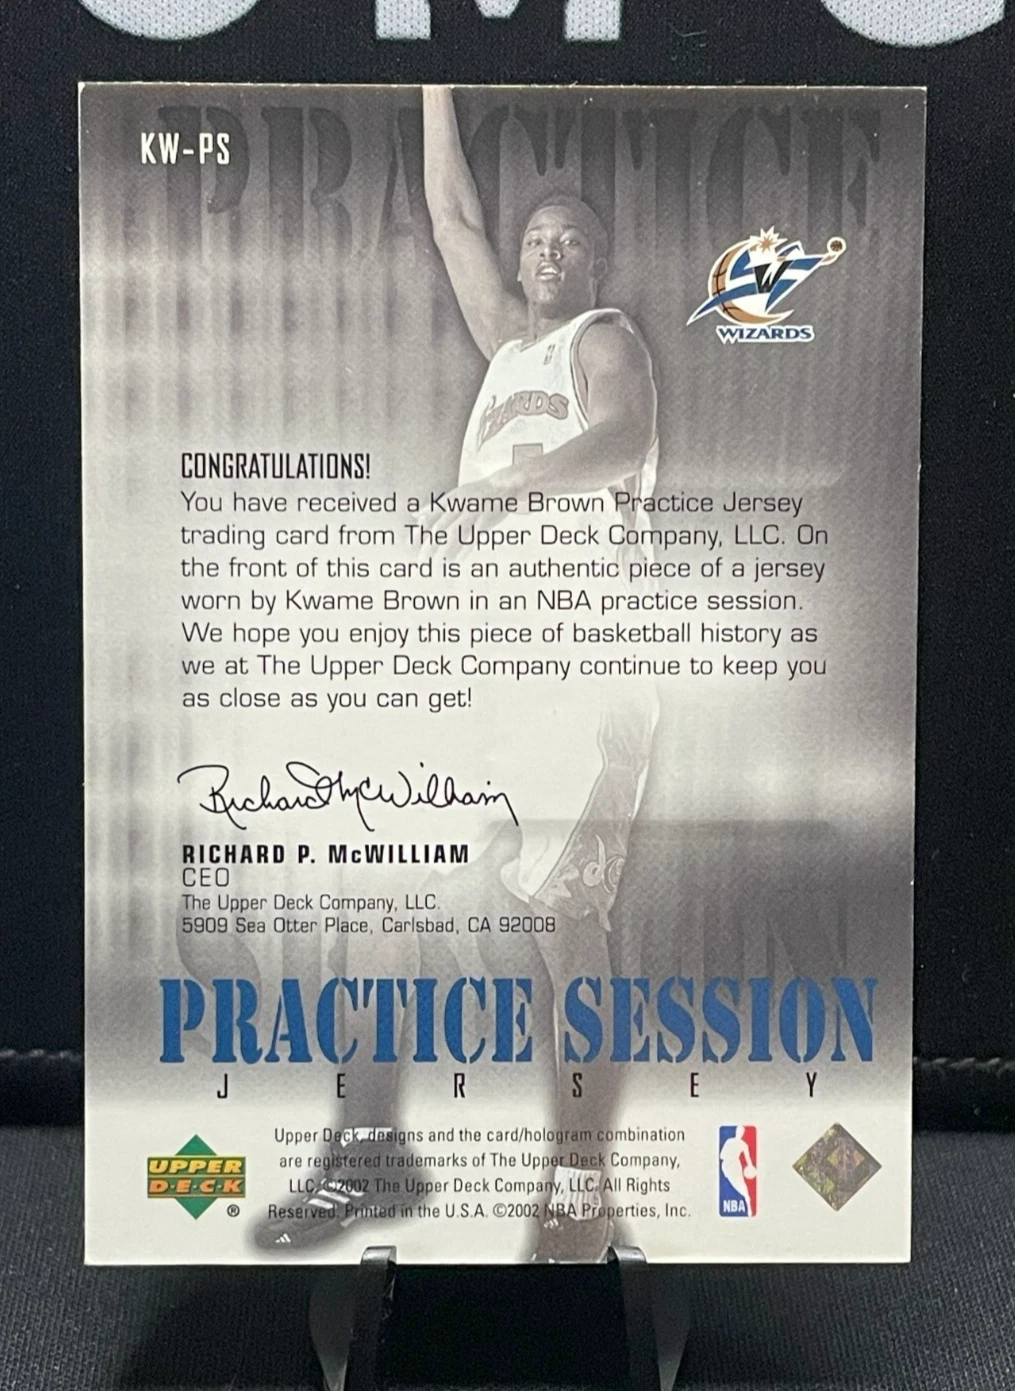 PRACTICE
KW-PS
WIZARDS
CONGRATULATIONS!
You have received a Kwame Brown Practice Jersey
trading card from The Upper Deck Company, LLC. On
the front of this card is an authentic piece of a jersey
worn by Kwame Brown in an NBA practice session.
We hope you enjoy this piece of basketball history as
we at The Upper Deck Company continue to keep you
as close as you can get!
Richard P. McWilliam
RICHARD P. McWILLIAM
CEO
The Upper Deck Company, LLC.
5909 Sea Otter Place, Carlsbad, CA 92008
PRACTICE SESSION
JERSEY
Upper Deck, designs and the card/hologram combination
are registered trademarks of The Upper Deck Company,
LLC. ©2002 The Upper Deck Company, LLC. All Rights
Reserved. Printed in the U.S.A. ©2002 NBA Properties, Inc.
UPPER
D·E·C·K
®
NBA